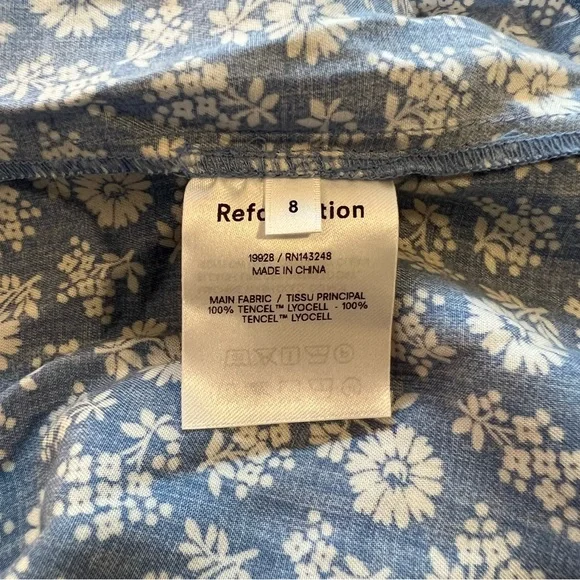 8
Refo tion
19928 / RN143248
MADE IN CHINA
MAIN FABRIC / TISSU PRINCIPAL
100% TENCEL™ LYOCELL - 100%
TENCEL™ LYOCELL